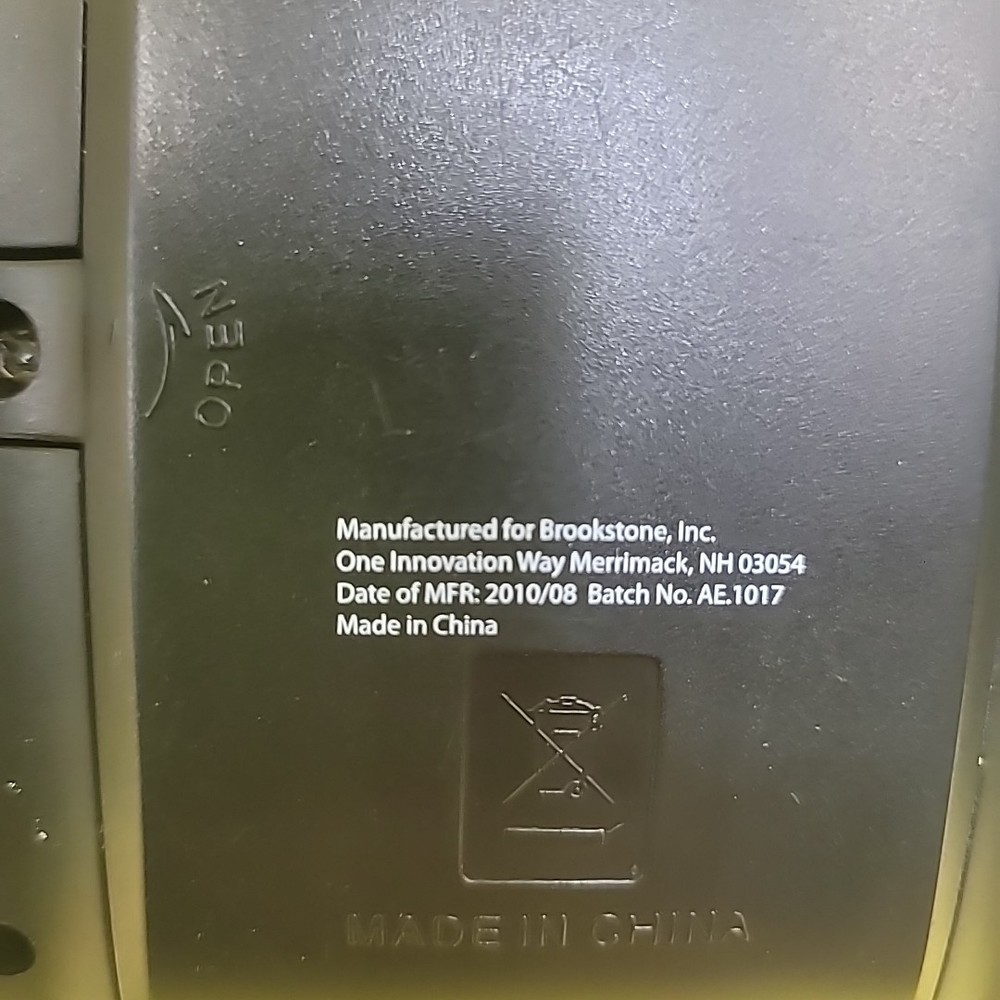 OPEN
Manufactured for Brookstone, Inc.
One Innovation Way Merrimack, NH 03054
Date of MFR: 2010/08 Batch No. AE.1017
Made in China
MADE IN CHINA